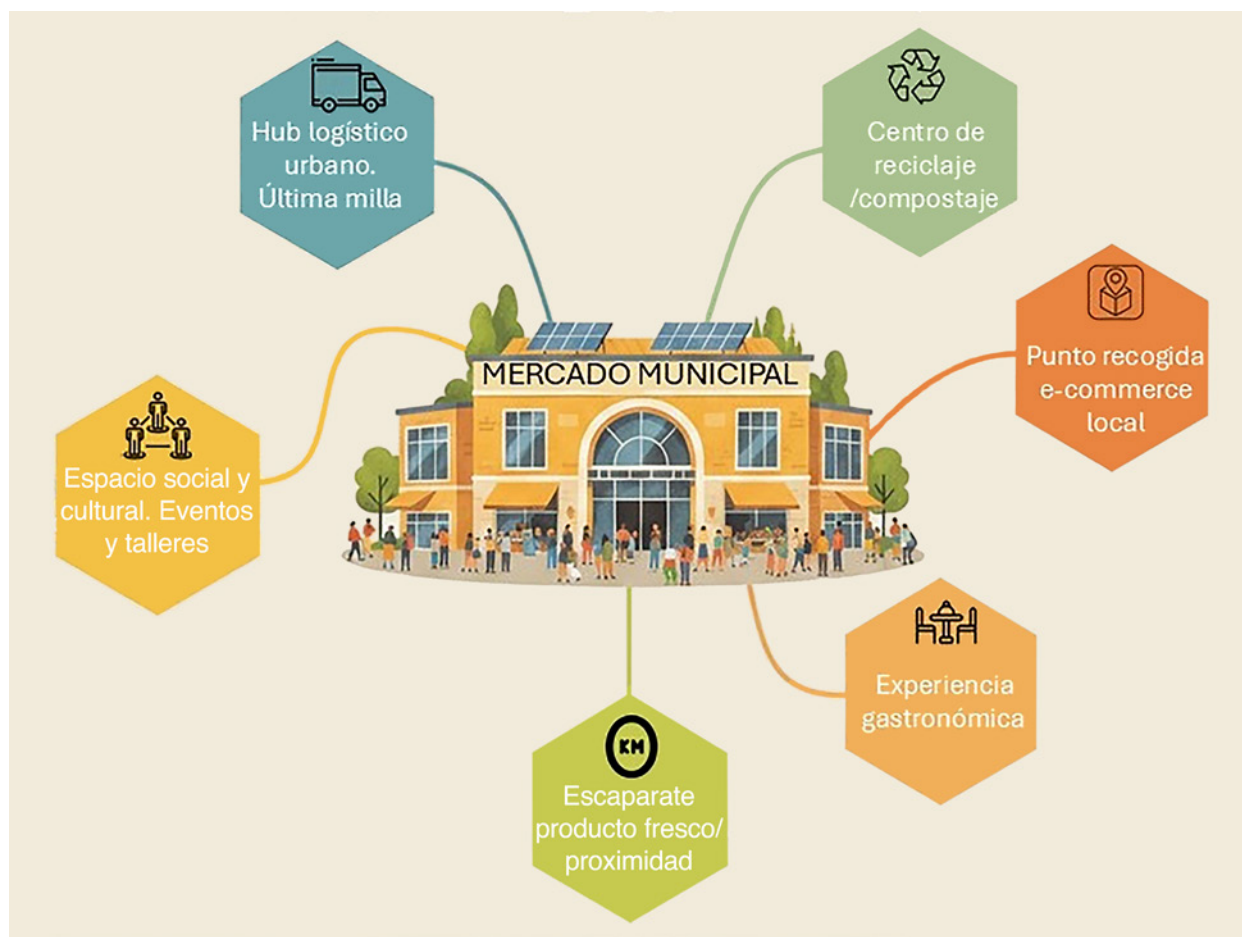 Hub logístico
urbano.
Última milla
Centro de
reciclaje
/compostaje
Punto recogida
e-commerce
local
MERCADO MUNICIPAL
Espacio social y
cultural. Eventos
y talleres
Experiencia
gastronómica
KM
Escaparate
producto fresco/
proximidad